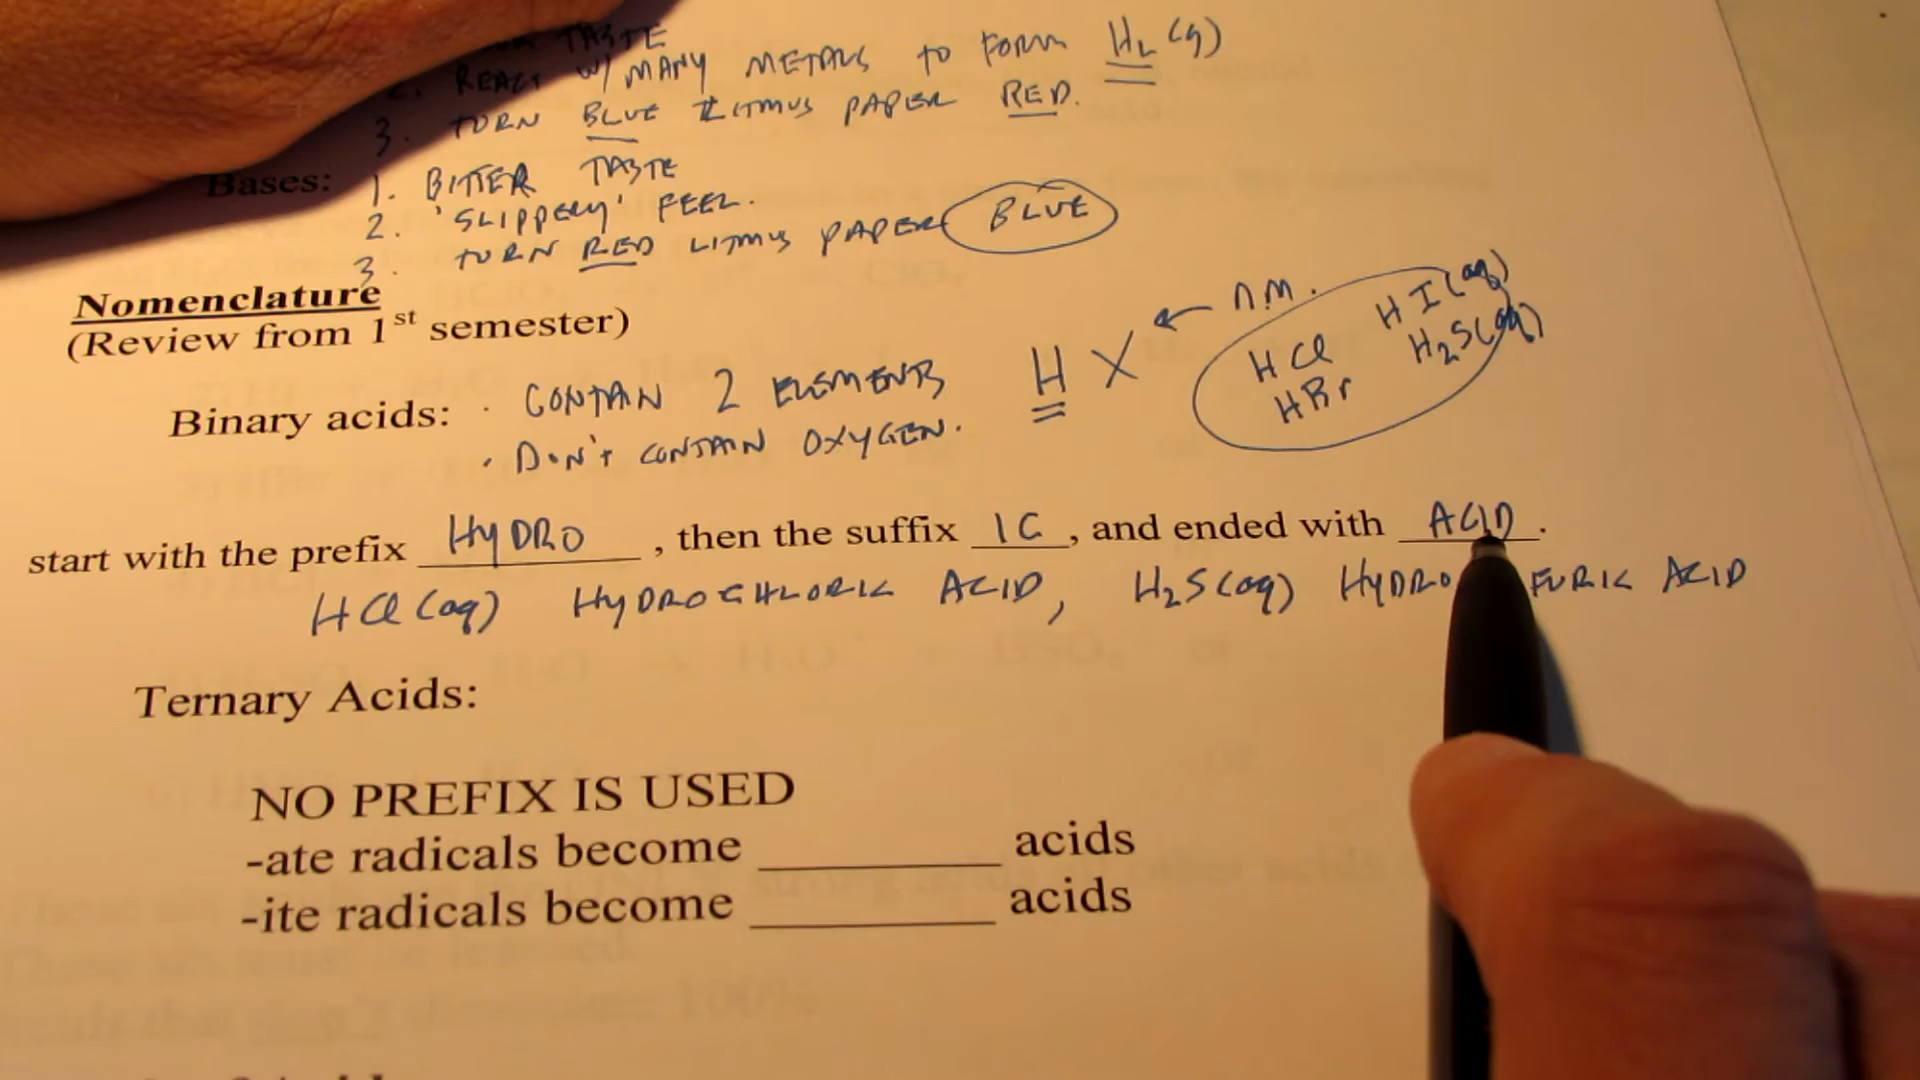 TASTE
2. REACT W/ MANY METALS TO FORM H₂ (g)
3. TURN BLUE LITMUS PAPER RED.
Bases: 1. BITTER TASTE
2. 'SLIPPERY' FEEL.
3. TURN RED LITMUS PAPER BLUE
Nomenclature
(Review from 1st semester)
← n.m.
HCl HI(aq)
HBr H₂S(aq)
Binary acids: · CONTAIN 2 ELEMENTS H X
· DON'T CONTAIN OXYGEN.
start with the prefix HYDRO, then the suffix IC, and ended with ACID.
HCl(aq) HYDROCHLORIC ACID, H₂S(aq) HYDRO FURIC ACID
Ternary Acids:
NO PREFIX IS USED
-ate radicals become ________ acids
-ite radicals become ________ acids